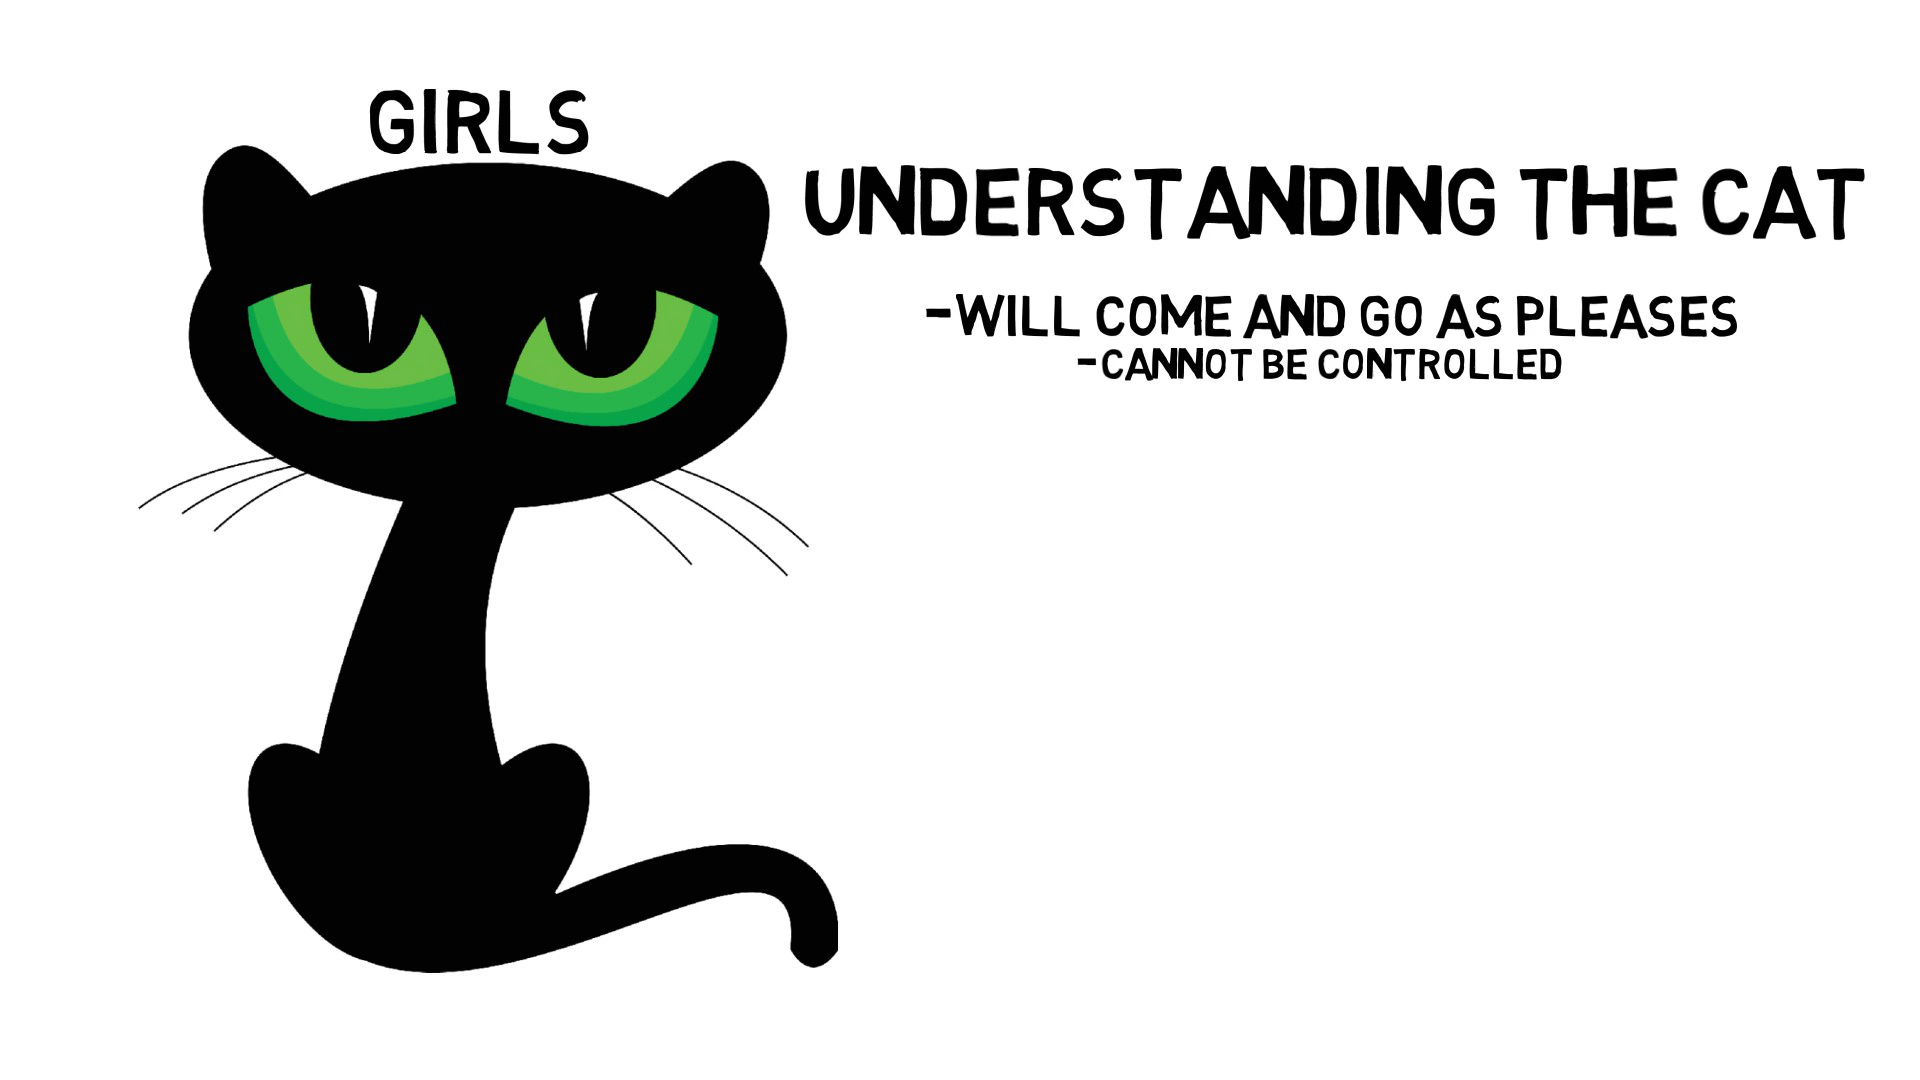 GIRLS
UNDERSTANDING THE CAT
-WILL COME AND GO AS PLEASES
-CANNOT BE CONTROLLED